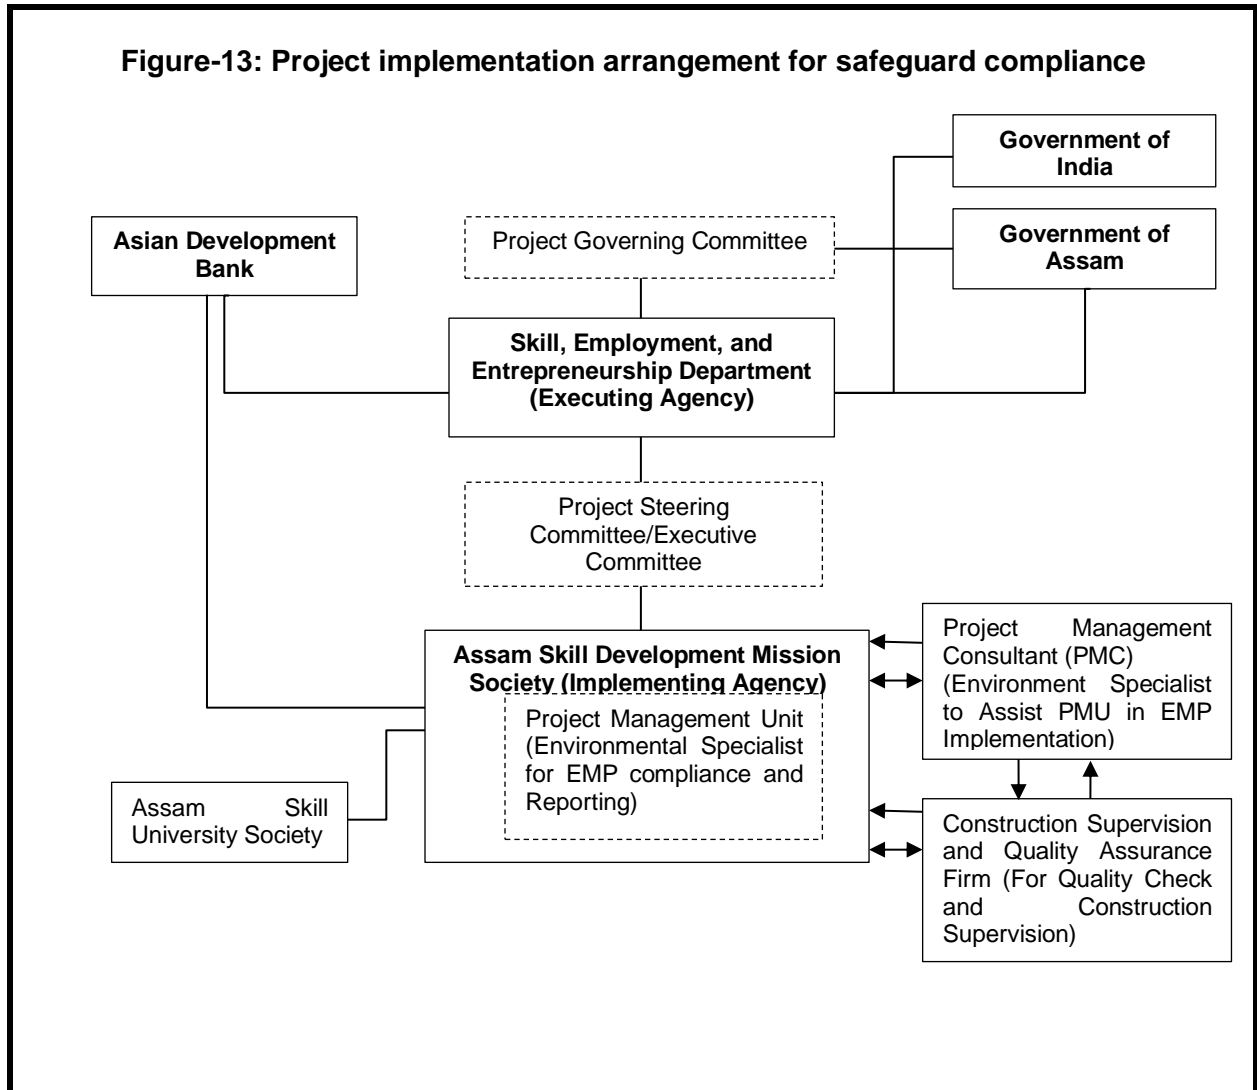 Figure-13: Project implementation arrangement for safeguard compliance
Government of
India
Asian Development
Bank
Project Governing Committee
Government of
Assam
Skill, Employment, and
Entrepreneurship Department
(Executing Agency)
Project Steering
Committee/Executive
Committee
Assam Skill Development Mission
Society (Implementing Agency)
Project Management Unit
(Environmental Specialist
for EMP compliance and
Reporting)
Project Management
Consultant (PMC)
(Environment Specialist
to Assist PMU in EMP
Implementation)
Assam Skill
University Society
Construction Supervision
and Quality Assurance
Firm (For Quality Check
and Construction
Supervision)